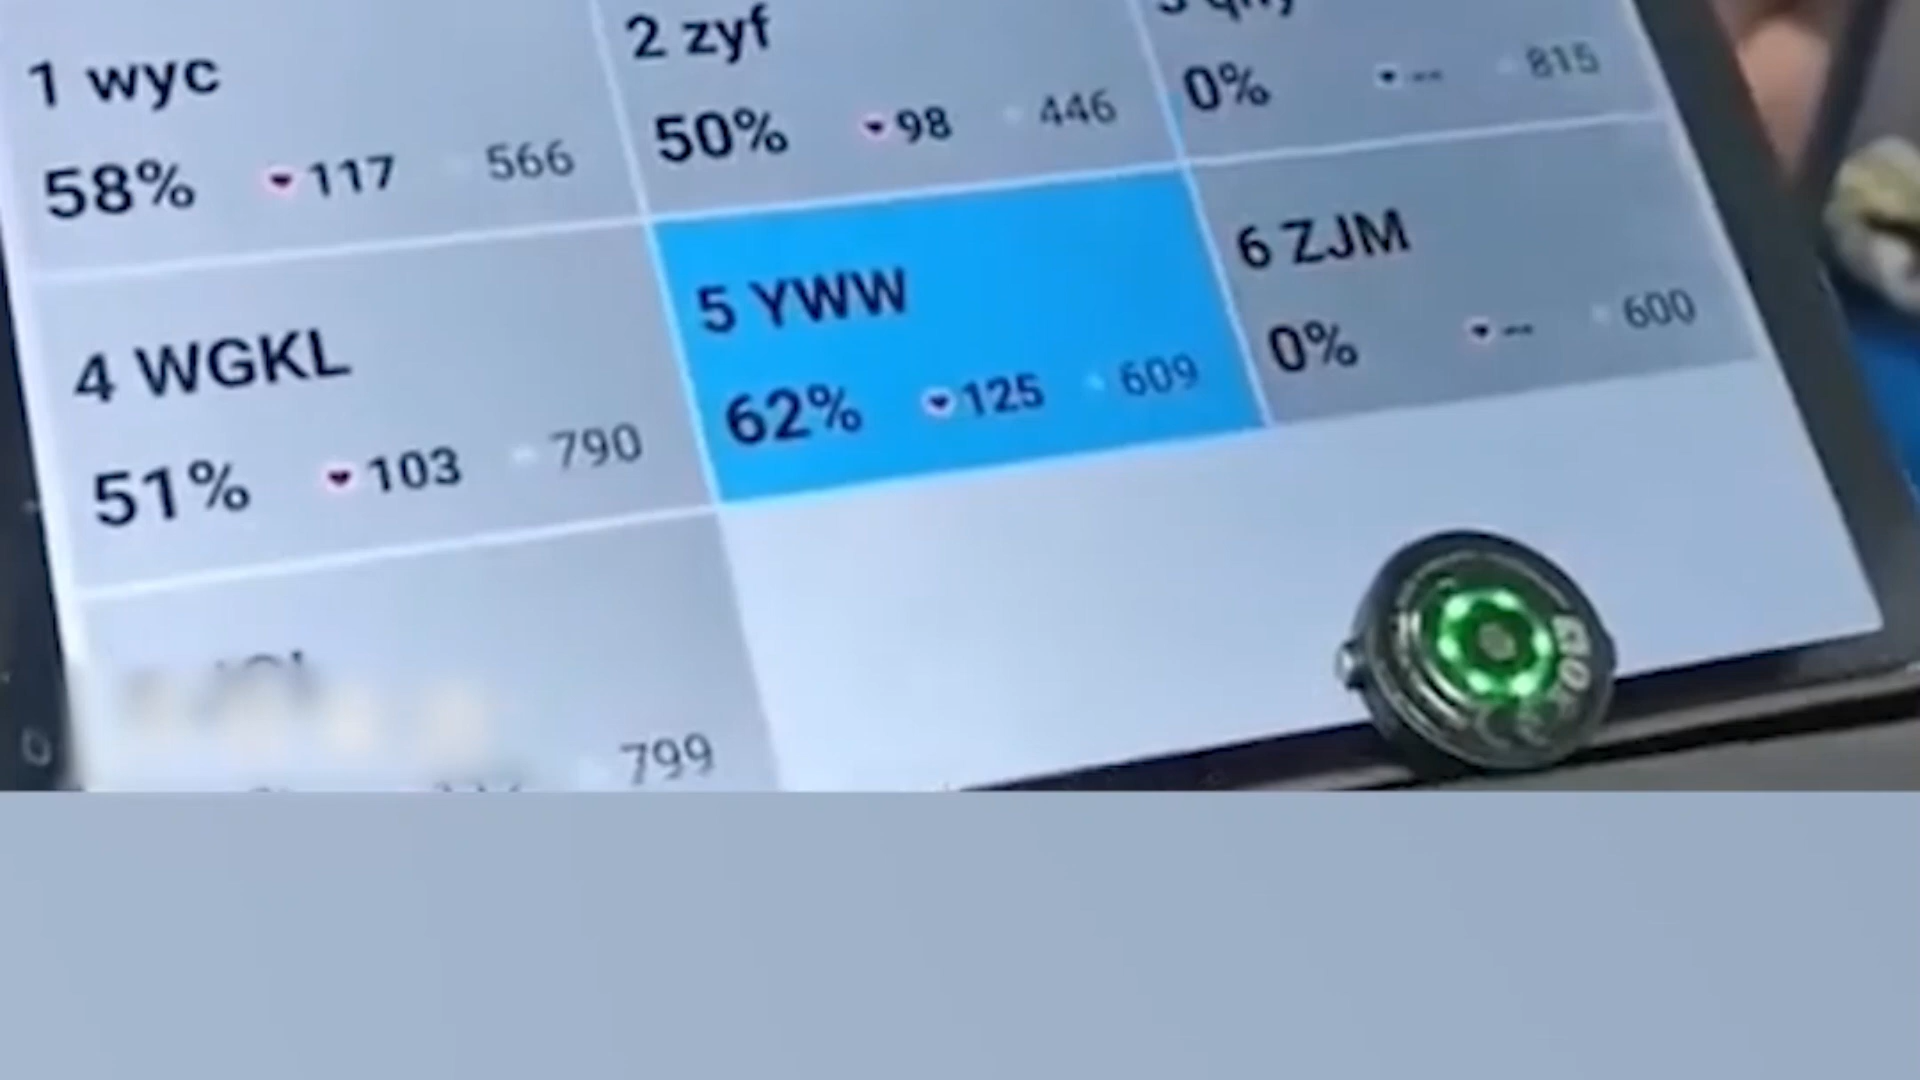 1 wyc
58% 117 566
2 zyf
50% 98 446
0% -- 815
4 WGKL
51% 103 790
5 YWW
62% 125 609
6 ZJM
0% -- 600
799